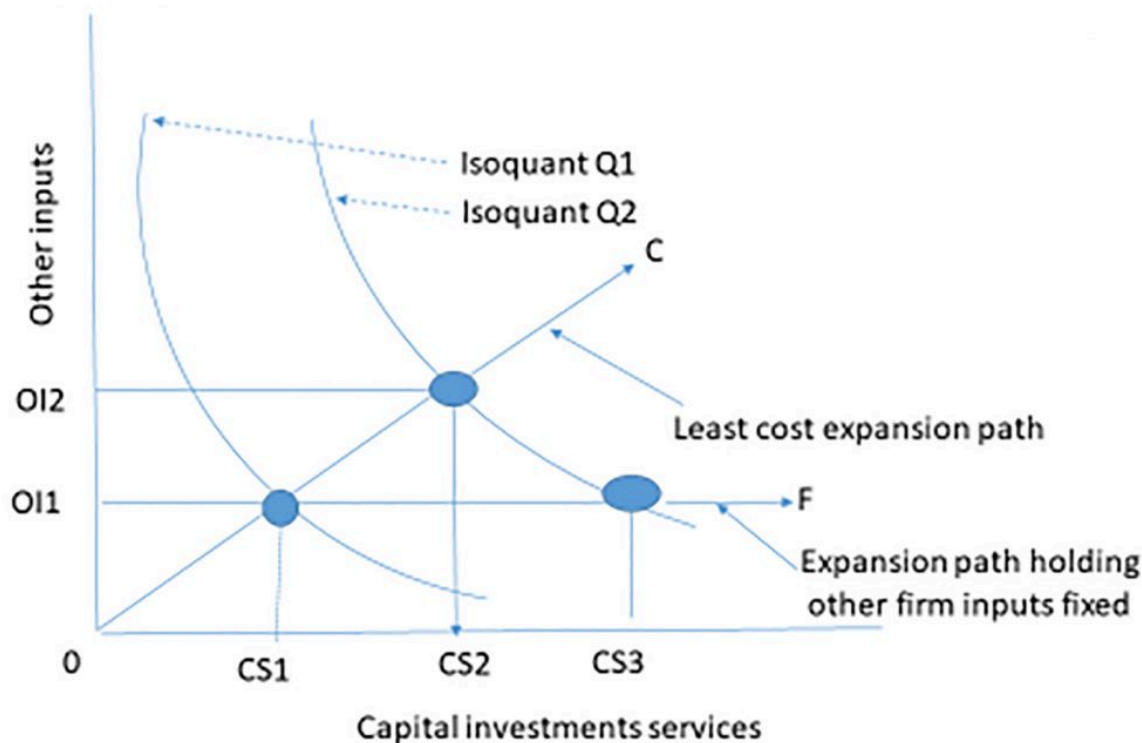 Other inputs
Isoquant Q1
Isoquant Q2
C
OI2
Least cost expansion path
OI1
F
Expansion path holding
other firm inputs fixed
0
CS1
CS2
CS3
Capital investments services